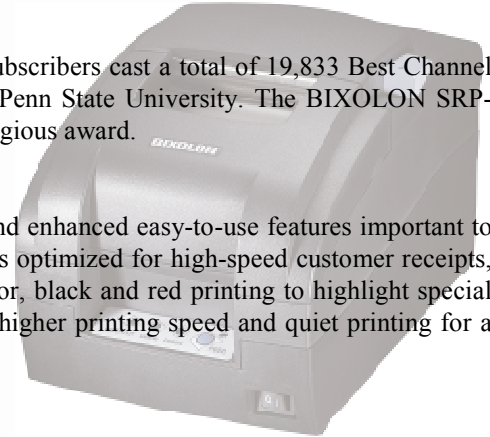 ubscribers cast a total of 19,833 Best Channel
Penn State University. The BIXOLON SRP-
gious award.
BIXOLON
nd enhanced easy-to-use features important to
s optimized for high-speed customer receipts,
or, black and red printing to highlight special
higher printing speed and quiet printing for a
FEED